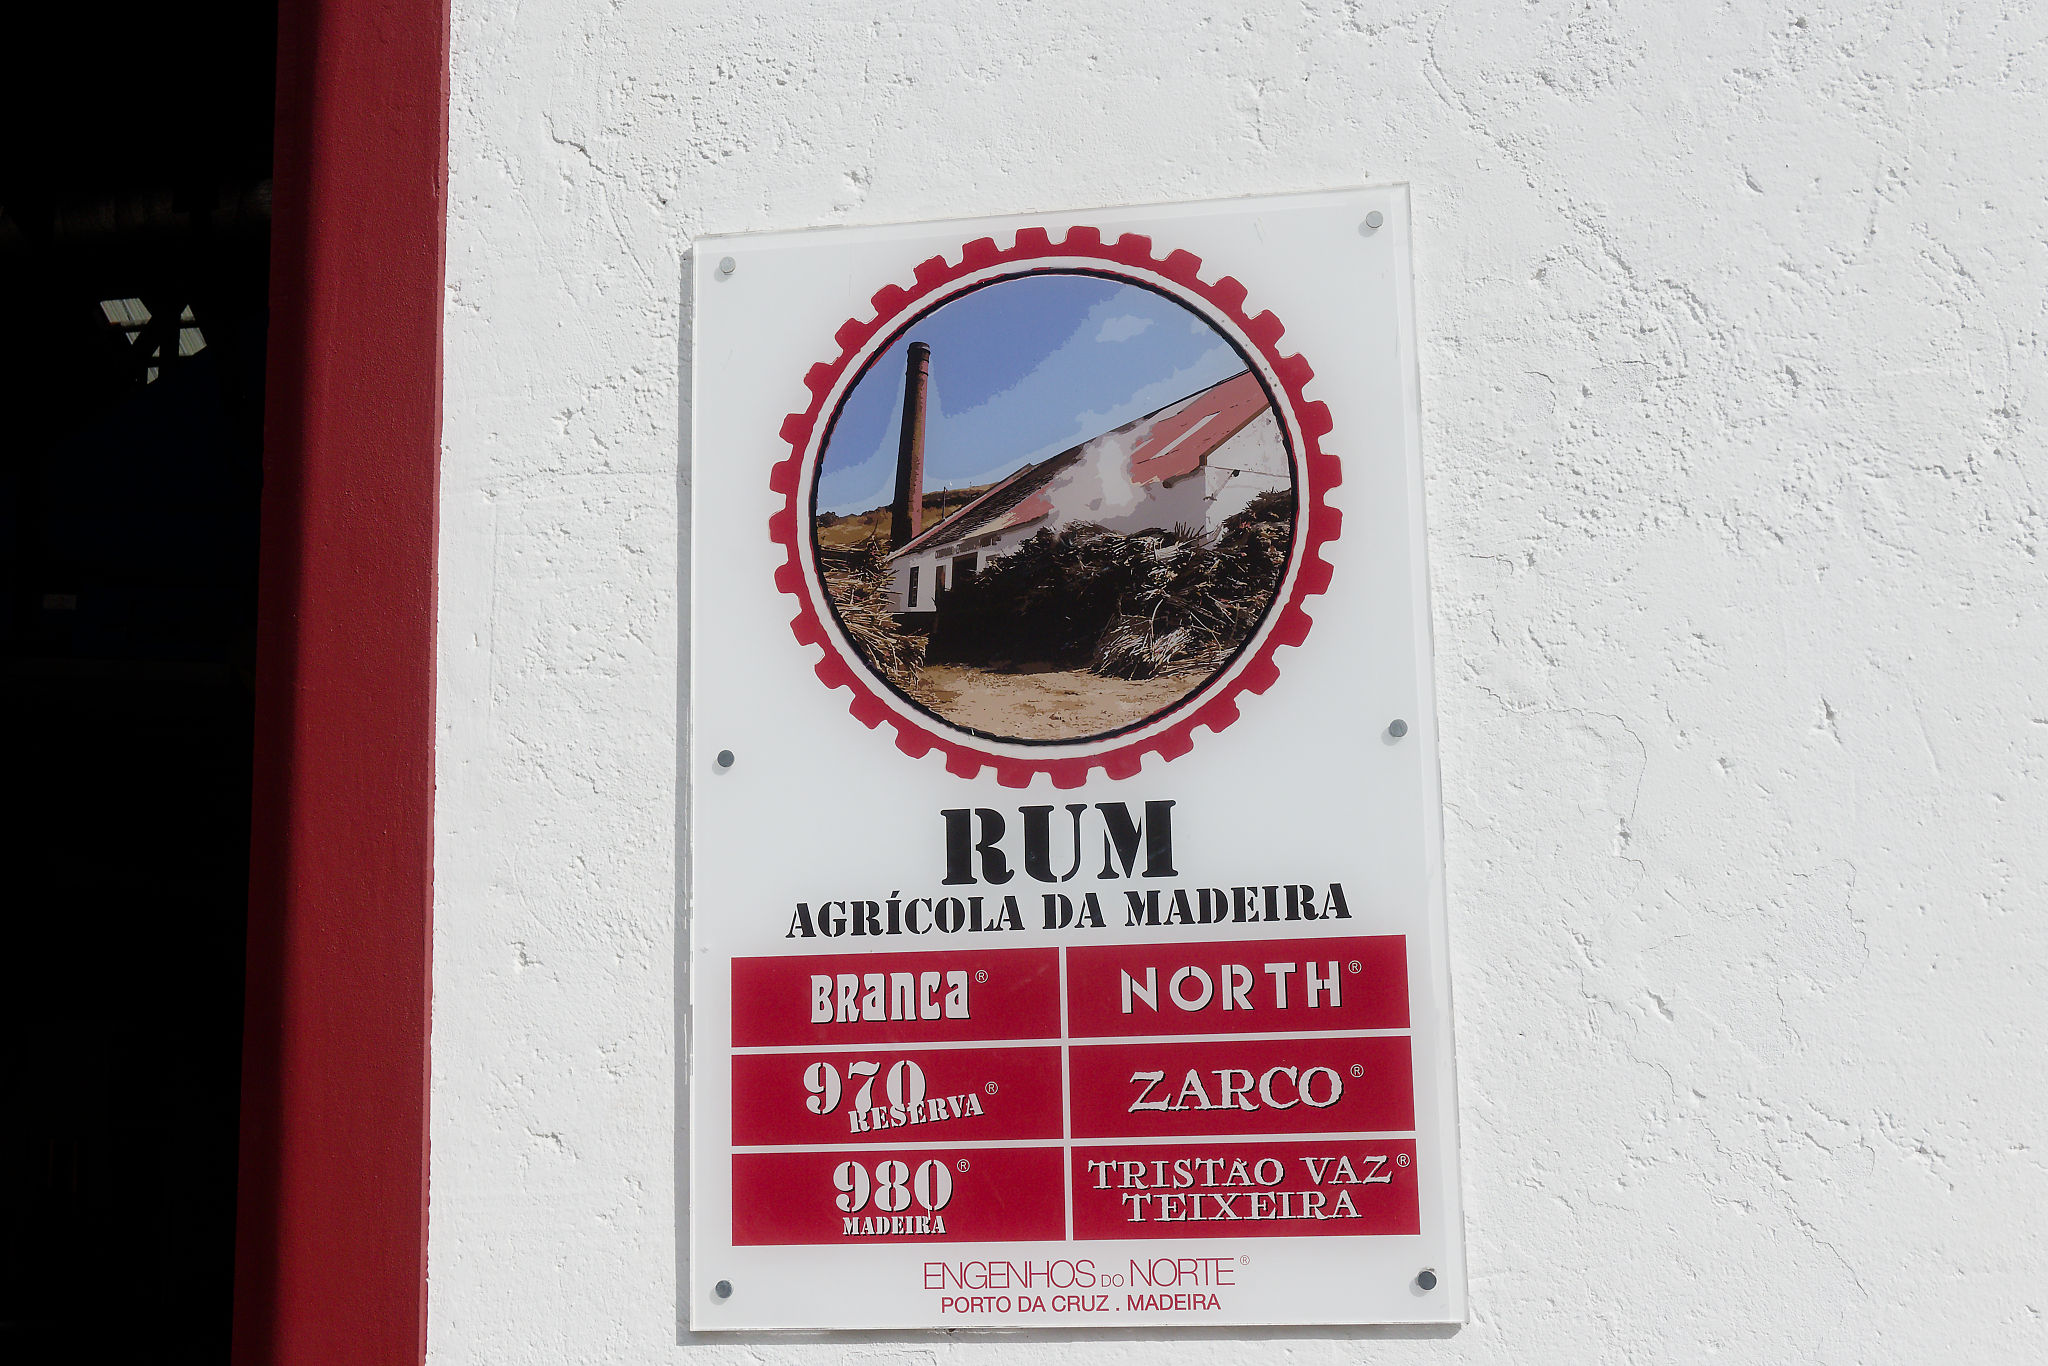 RUM
AGRÍCOLA DA MADEIRA
BRANCA®
NORTH®
970
RESERVA®
ZARCO®
980®
MADEIRA
TRISTÃO VAZ®
TEIXEIRA
ENGENHOS DO NORTE®
PORTO DA CRUZ . MADEIRA